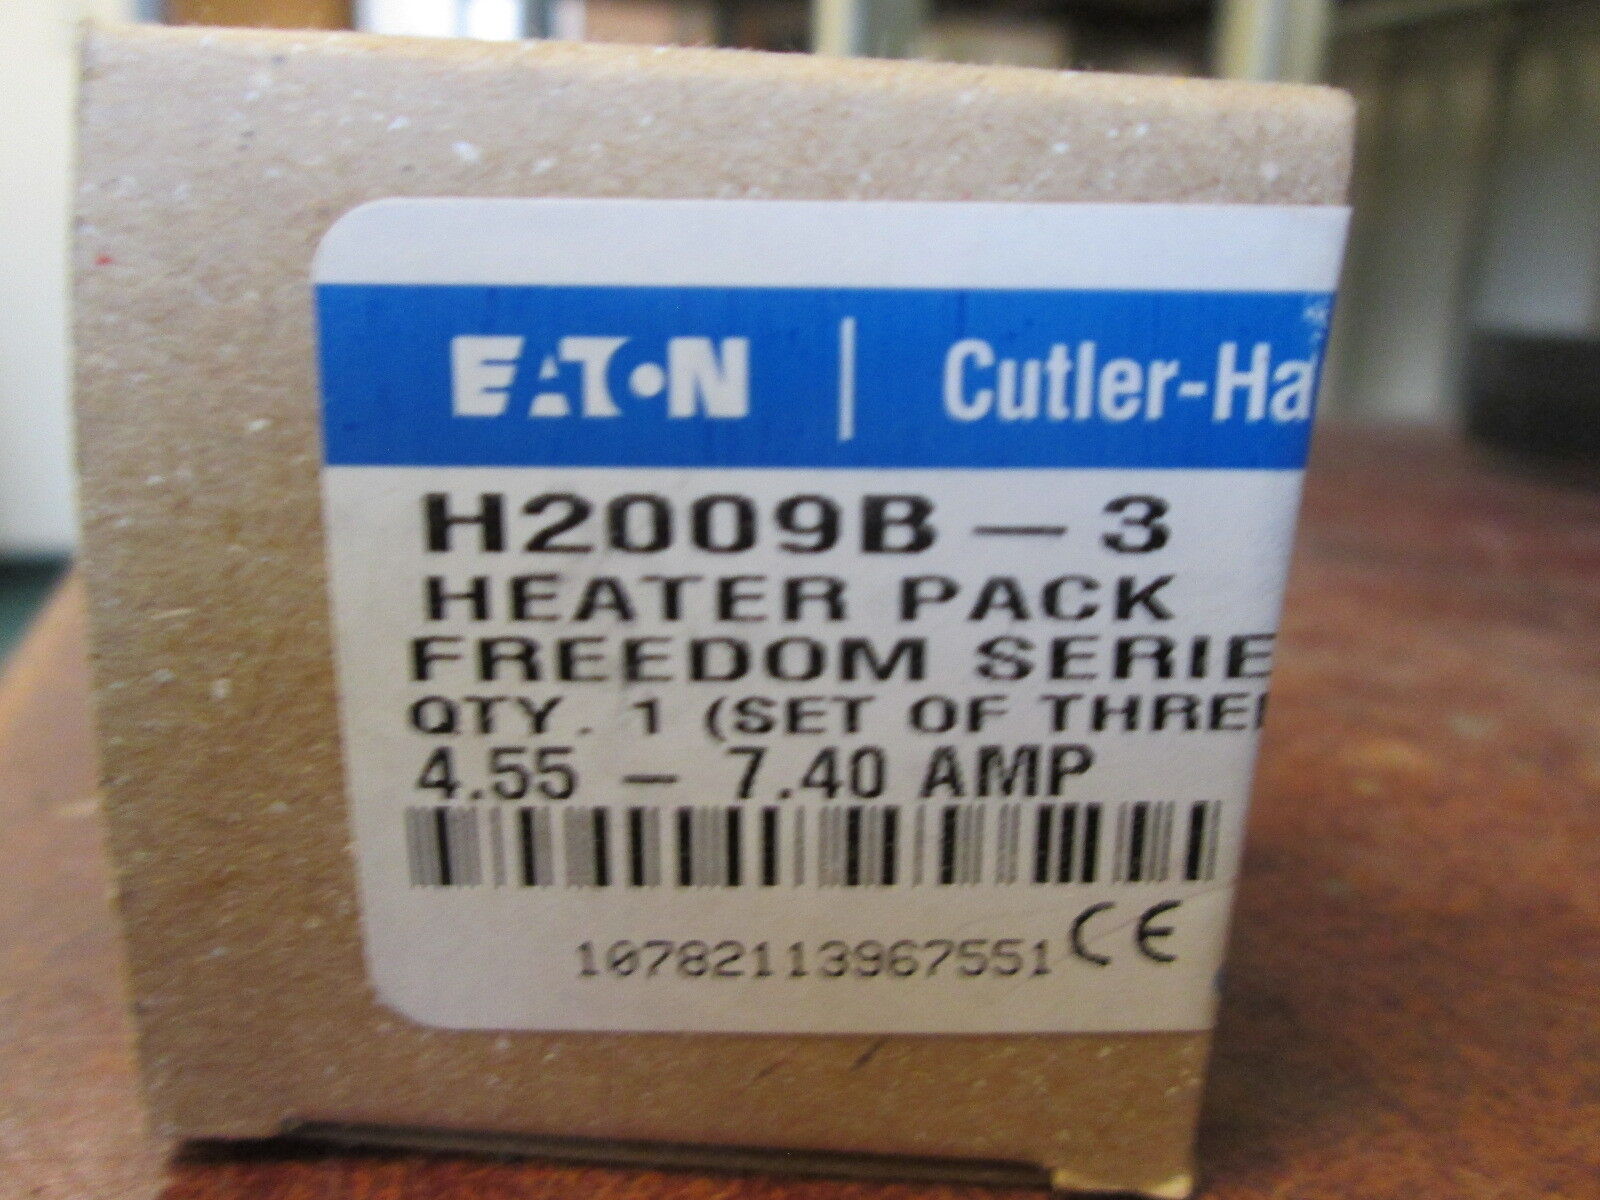 EATON | Cutler-Ha
H2009B-3
HEATER PACK
FREEDOM SERIE
QTY. 1 (SET OF THREE
4.55 - 7.40 AMP
10782113967551 CE